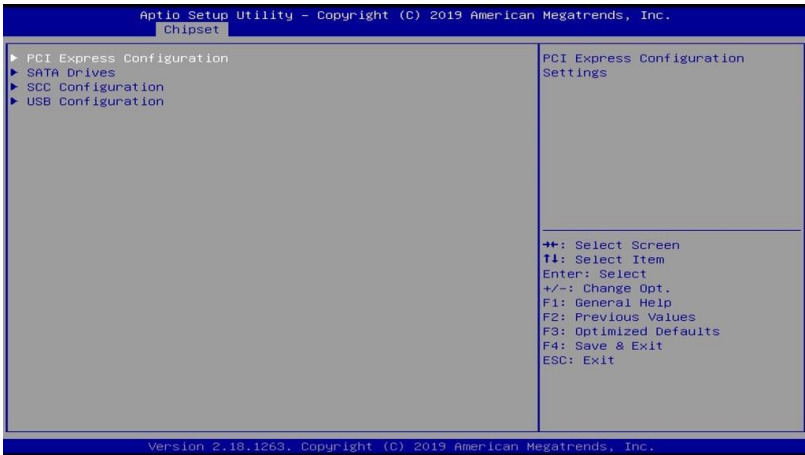 Aptio Setup Utility – Copyright (C) 2019 American Megatrends, Inc.
Chipset
▶ PCI Express Configuration
▶ SATA Drives
▶ SCC Configuration
▶ USB Configuration
PCI Express Configuration
Settings
→←: Select Screen
↑↓: Select Item
Enter: Select
+/-: Change Opt.
F1: General Help
F2: Previous Values
F3: Optimized Defaults
F4: Save & Exit
ESC: Exit
Version 2.18.1263. Copyright (C) 2019 American Megatrends, Inc.